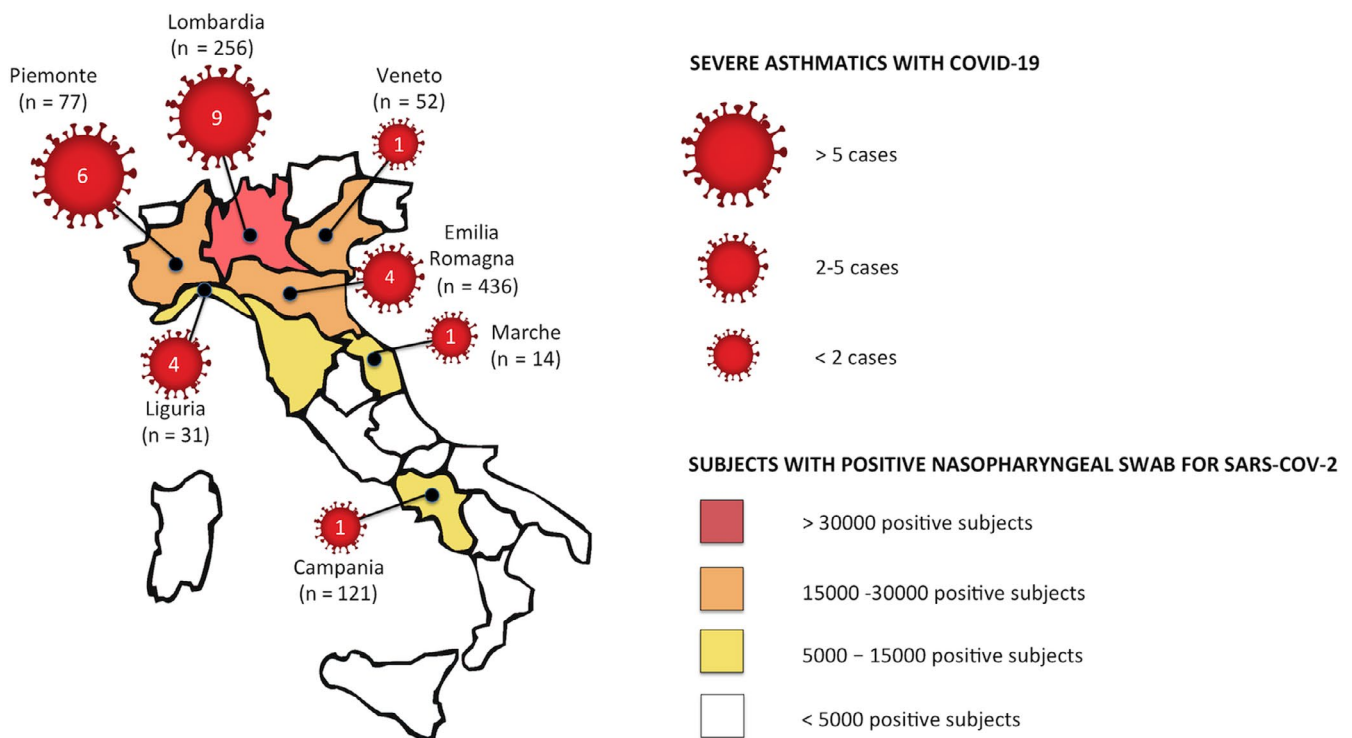 Lombardia
(n = 256)
Piemonte
(n = 77)
Veneto
(n = 52)
9
1
6
Emilia
Romagna
(n = 436)
4
Marche
(n = 14)
1
4
Liguria
(n = 31)
1
Campania
(n = 121)
SEVERE ASTHMATICS WITH COVID-19
> 5 cases
2-5 cases
< 2 cases
SUBJECTS WITH POSITIVE NASOPHARYNGEAL SWAB FOR SARS-COV-2
> 30000 positive subjects
15000 -30000 positive subjects
5000 – 15000 positive subjects
< 5000 positive subjects